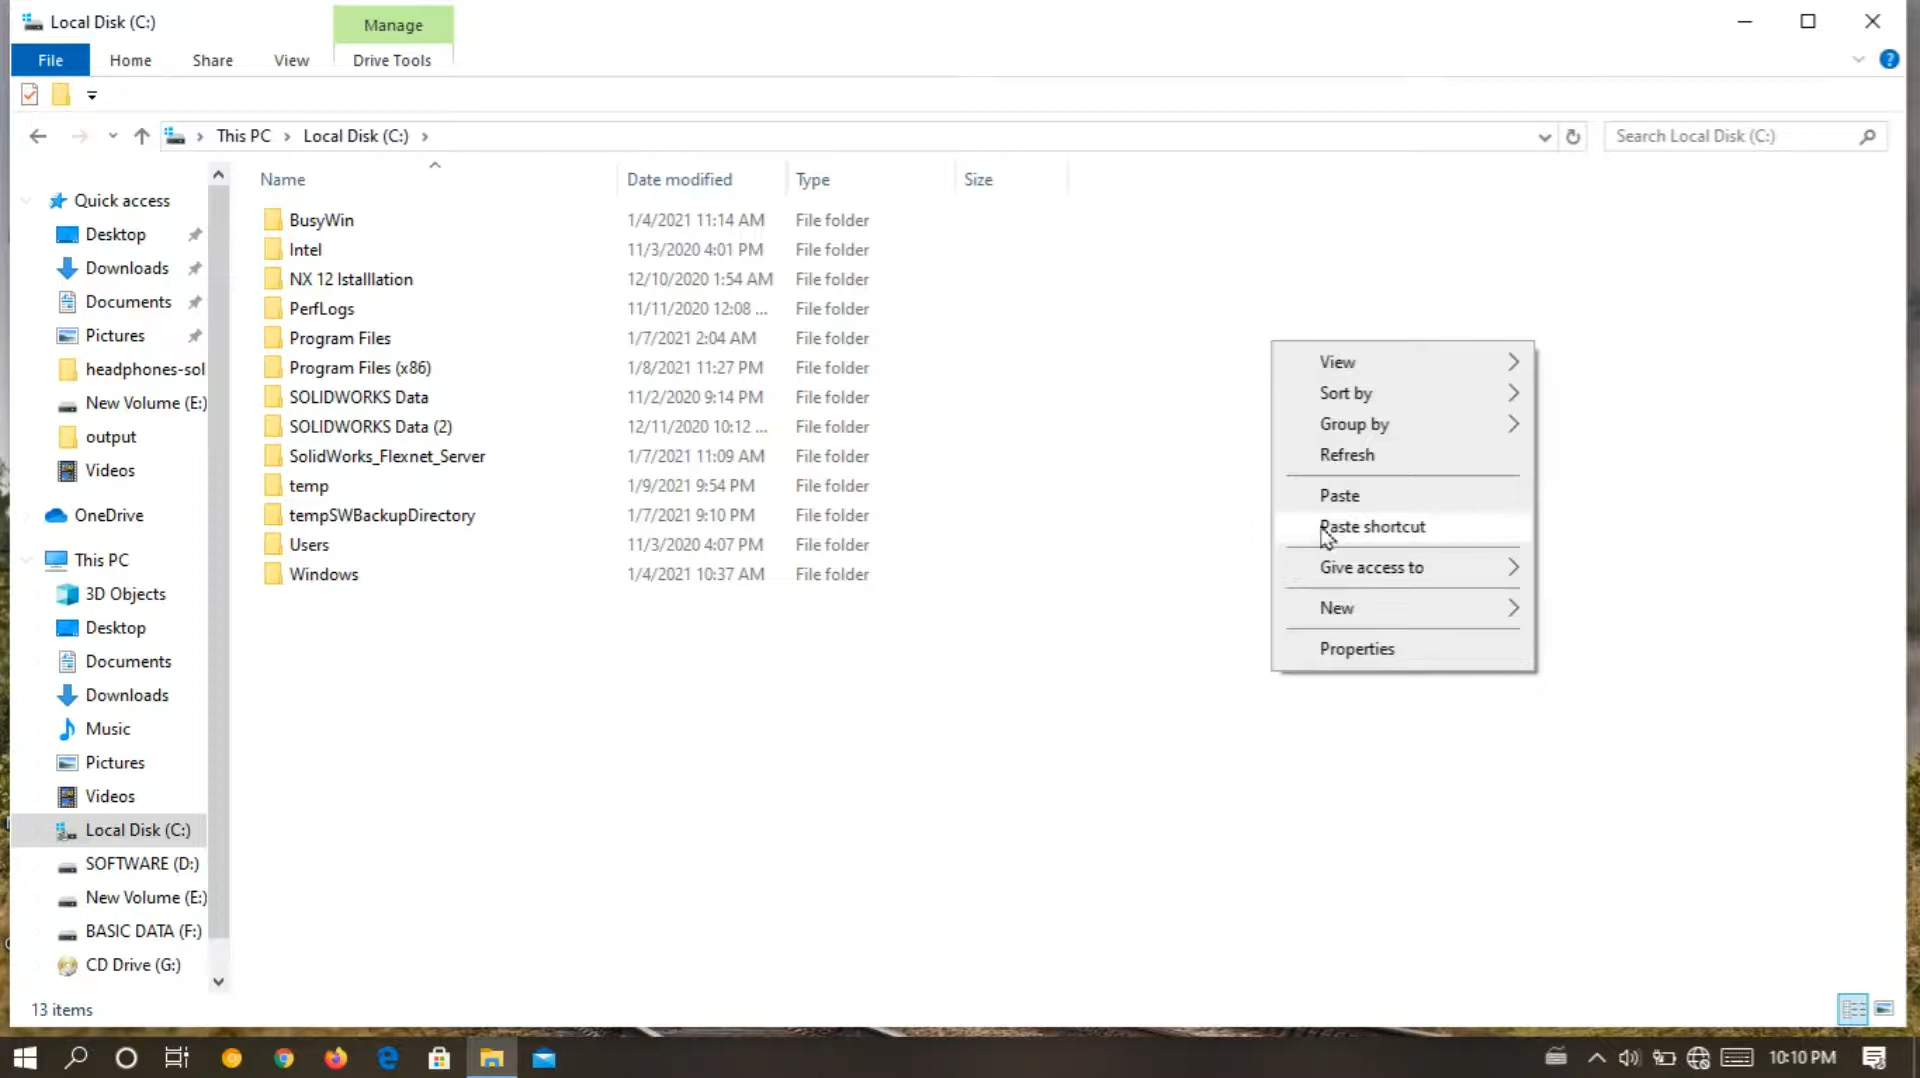 Local Disk (C:)
Manage
File
Home
Share
View
Drive Tools
?
This PC
Local Disk (C:)
Search Local Disk (C:)
Name
Date modified
Type
Size
BusyWin 1/4/2021 11:14 AM File folder
Intel 11/3/2020 4:01 PM File folder
NX 12 Istalllation 12/10/2020 1:54 AM File folder
PerfLogs 11/11/2020 12:08 ... File folder
Program Files 1/7/2021 2:04 AM File folder
Program Files (x86) 1/8/2021 11:27 PM File folder
SOLIDWORKS Data 11/2/2020 9:14 PM File folder
SOLIDWORKS Data (2) 12/11/2020 10:12 ... File folder
SolidWorks_Flexnet_Server 1/7/2021 11:09 AM File folder
temp 1/9/2021 9:54 PM File folder
tempSWBackupDirectory 1/7/2021 9:10 PM File folder
Users 11/3/2020 4:07 PM File folder
Windows 1/4/2021 10:37 AM File folder
Quick access
Desktop
Downloads
Documents
Pictures
headphones-sol
New Volume (E:)
output
Videos
OneDrive
This PC
3D Objects
Desktop
Documents
Downloads
Music
Pictures
Videos
Local Disk (C:)
SOFTWARE (D:)
New Volume (E:)
BASIC DATA (F:)
CD Drive (G:)
View
Sort by
Group by
Refresh
Paste
Paste shortcut
Give access to
New
Properties
13 items
10:10 PM